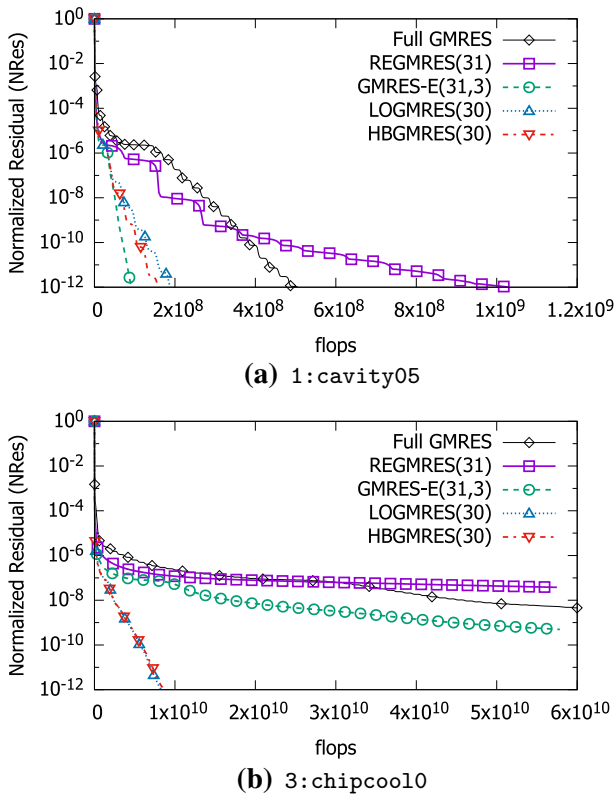 Normalized Residual (NRes)
10^0
10^-2
10^-4
10^-6
10^-8
10^-10
10^-12
Full GMRES
REGMRES(31)
GMRES-E(31,3)
LOGMRES(30)
HBGMRES(30)
0 2x10^8 4x10^8 6x10^8 8x10^8 1x10^9 1.2x10^9
flops
(a) 1:cavity05
Normalized Residual (NRes)
10^0
10^-2
10^-4
10^-6
10^-8
10^-10
10^-12
Full GMRES
REGMRES(31)
GMRES-E(31,3)
LOGMRES(30)
HBGMRES(30)
0 1x10^10 2x10^10 3x10^10 4x10^10 5x10^10 6x10^10
flops
(b) 3:chipcool0